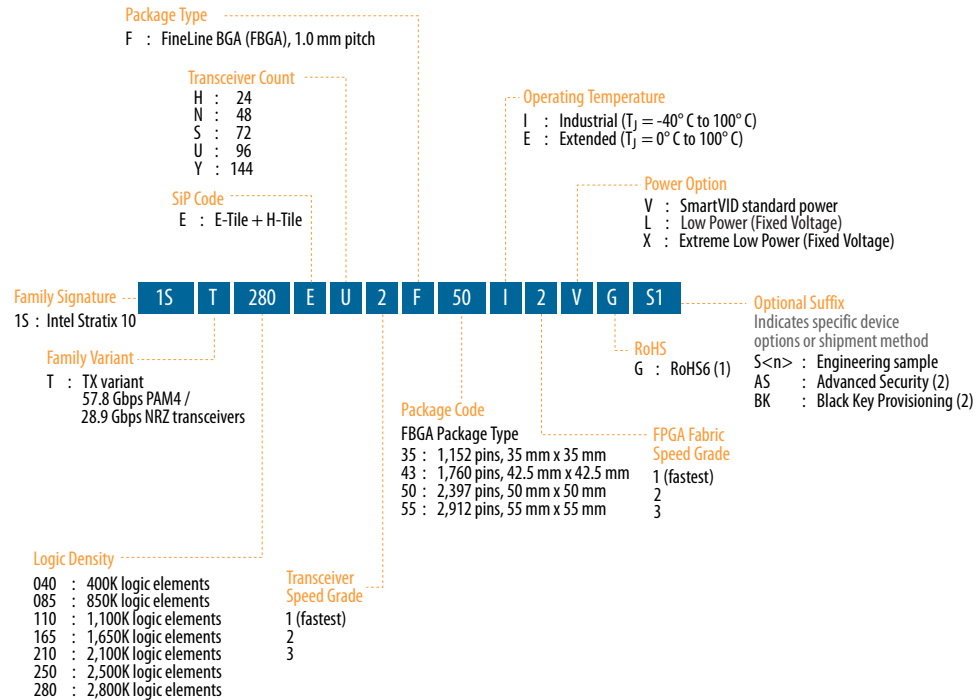 Package Type
F : FineLine BGA (FBGA), 1.0 mm pitch
Transceiver Count
H : 24
N : 48
S : 72
U : 96
Y : 144
SiP Code
E : E-Tile + H-Tile
Operating Temperature
I : Industrial (TJ = -40° C to 100° C)
E : Extended (TJ = 0° C to 100° C)
Power Option
V : SmartVID standard power
L : Low Power (Fixed Voltage)
X : Extreme Low Power (Fixed Voltage)
Family Signature
1S : Intel Stratix 10
1S T 280 E U 2 F 50 I 2 V G S1
Optional Suffix
Indicates specific device
options or shipment method
S<n> : Engineering sample
AS : Advanced Security (2)
BK : Black Key Provisioning (2)
Family Variant
T : TX variant
57.8 Gbps PAM4 /
28.9 Gbps NRZ transceivers
RoHS
G : RoHS6 (1)
Package Code
FBGA Package Type
35 : 1,152 pins, 35 mm x 35 mm
43 : 1,760 pins, 42.5 mm x 42.5 mm
50 : 2,397 pins, 50 mm x 50 mm
55 : 2,912 pins, 55 mm x 55 mm
FPGA Fabric
Speed Grade
1 (fastest)
2
3
Logic Density
040 : 400K logic elements
085 : 850K logic elements
110 : 1,100K logic elements
165 : 1,650K logic elements
210 : 2,100K logic elements
250 : 2,500K logic elements
280 : 2,800K logic elements
Transceiver
Speed Grade
1 (fastest)
2
3